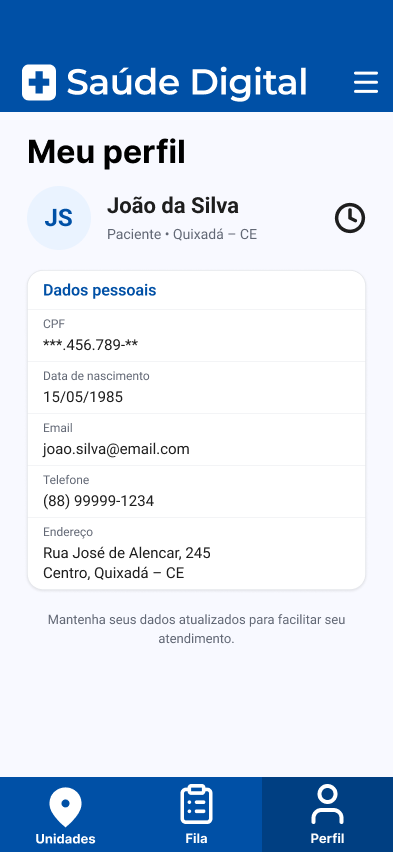 Saúde Digital
Meu perfil
JS
João da Silva
Paciente • Quixadá – CE
Dados pessoais
CPF
***.456.789-**
Data de nascimento
15/05/1985
Email
joao.silva@email.com
Telefone
(88) 99999-1234
Endereço
Rua José de Alencar, 245
Centro, Quixadá – CE
Mantenha seus dados atualizados para facilitar seu
atendimento.
Unidades
Fila
Perfil